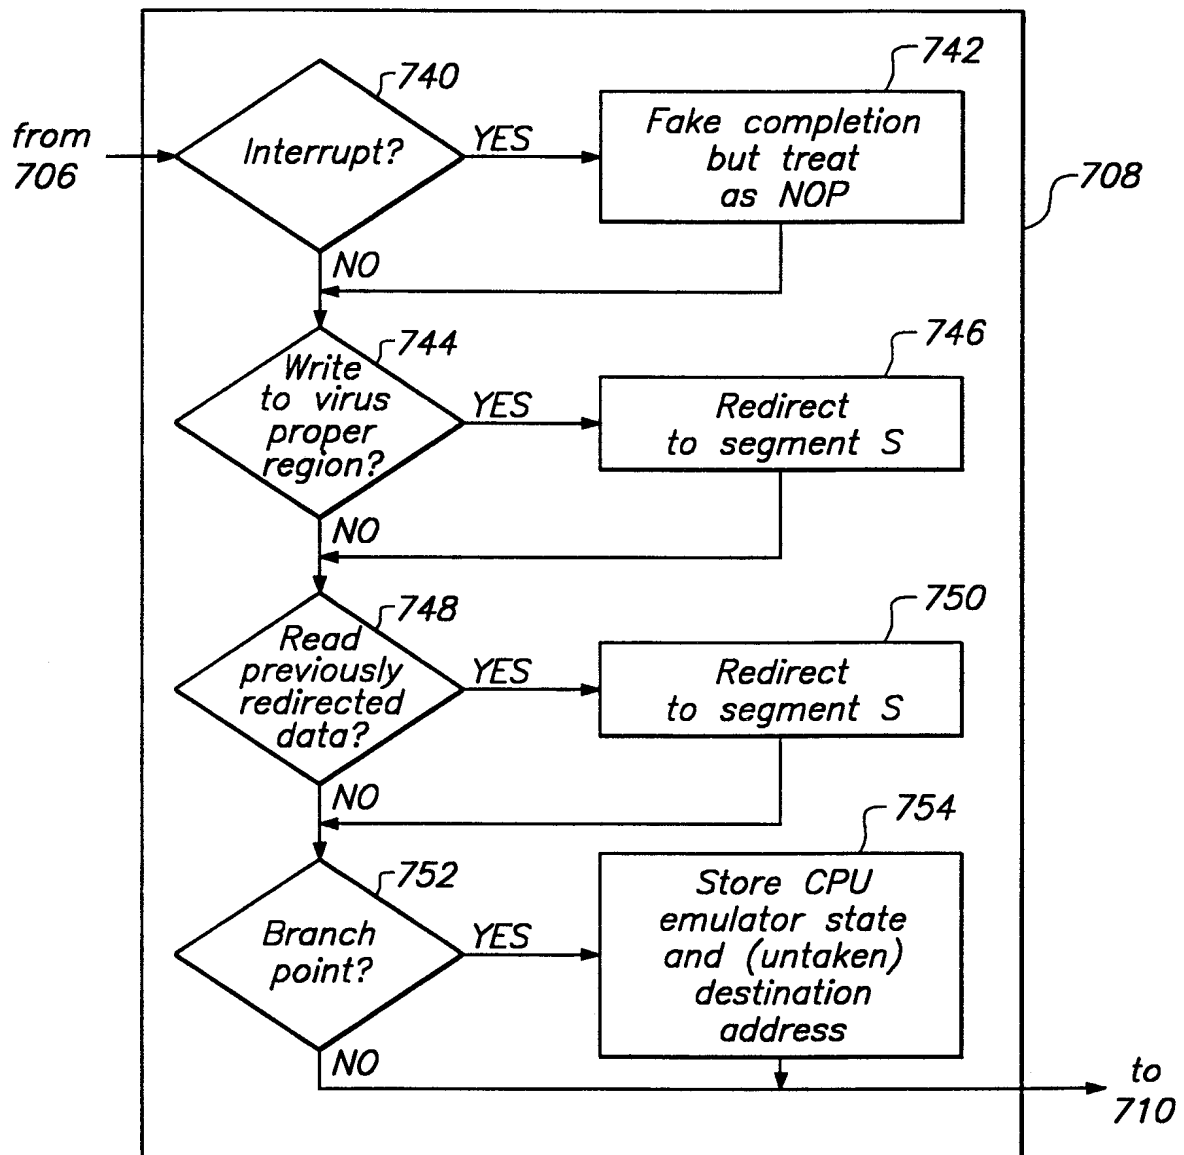 740
742
from
706
Interrupt?
YES
Fake completion
but treat
as NOP
708
NO
744
746
Write
to virus
proper
region?
YES
Redirect
to segment S
NO
748
750
Read
previously
redirected
data?
YES
Redirect
to segment S
NO
752
754
Branch
point?
YES
Store CPU
emulator state
and (untaken)
destination
address
NO
to
710